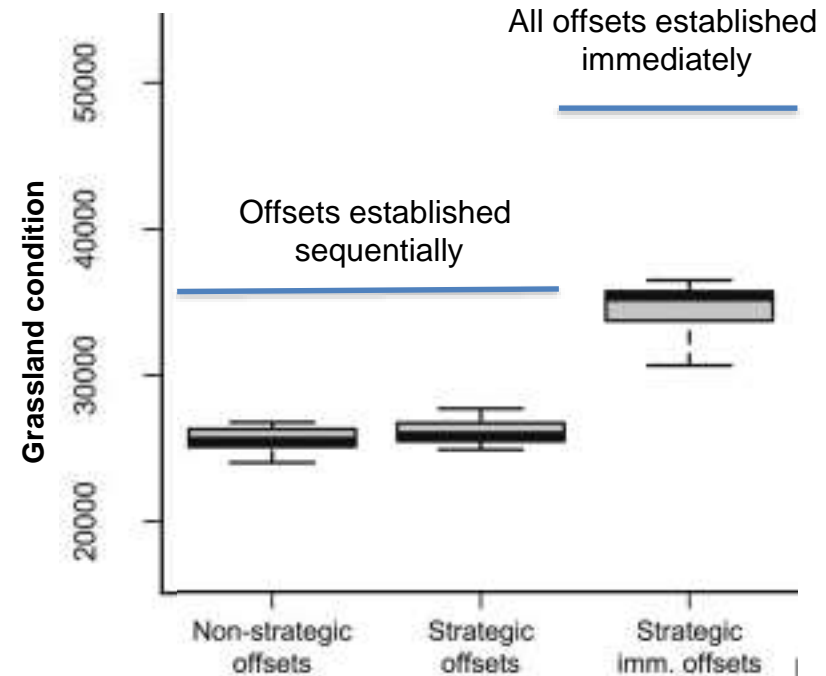 All offsets established
immediately
50000
Offsets established
sequentially
40000
Grassland condition
30000
20000
Non-strategic
offsets
Strategic
offsets
Strategic
imm. offsets